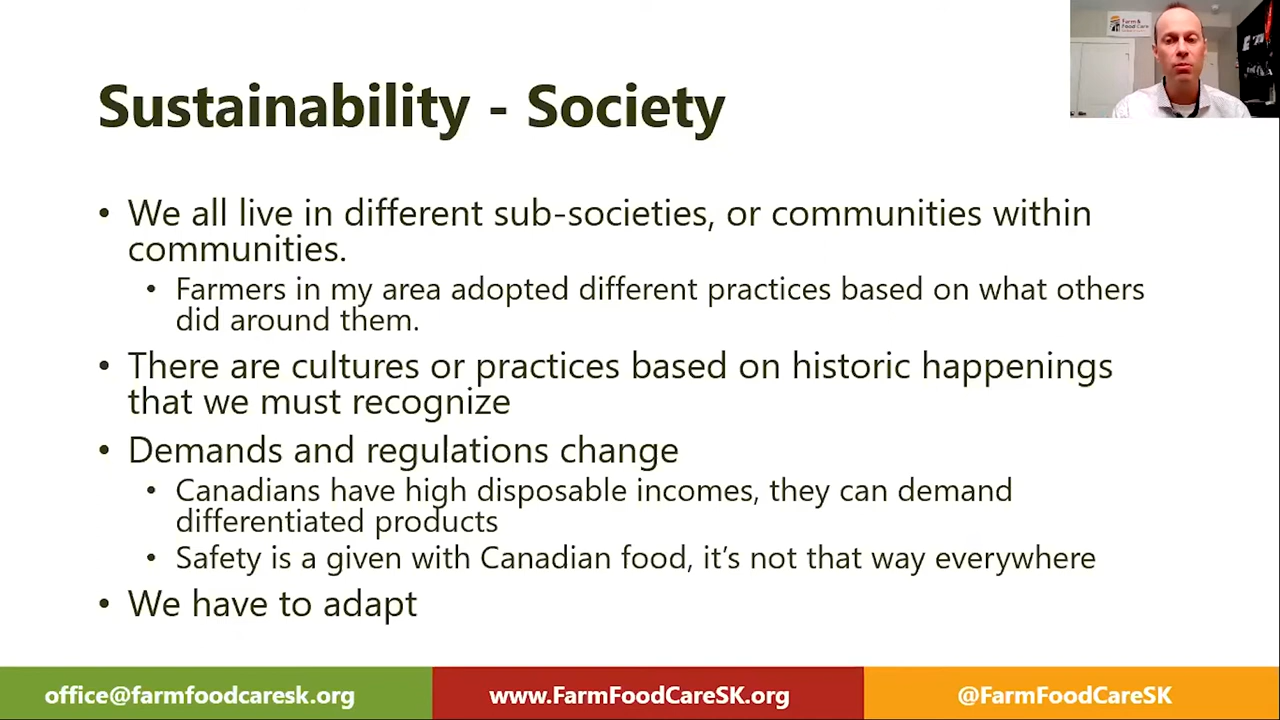 Farm &
Food Care
Sustainability - Society
• We all live in different sub-societies, or communities within
communities.
• Farmers in my area adopted different practices based on what others
did around them.
• There are cultures or practices based on historic happenings
that we must recognize
• Demands and regulations change
• Canadians have high disposable incomes, they can demand
differentiated products
• Safety is a given with Canadian food, it’s not that way everywhere
• We have to adapt
office@farmfoodcaresk.org
www.FarmFoodCareSK.org
@FarmFoodCareSK